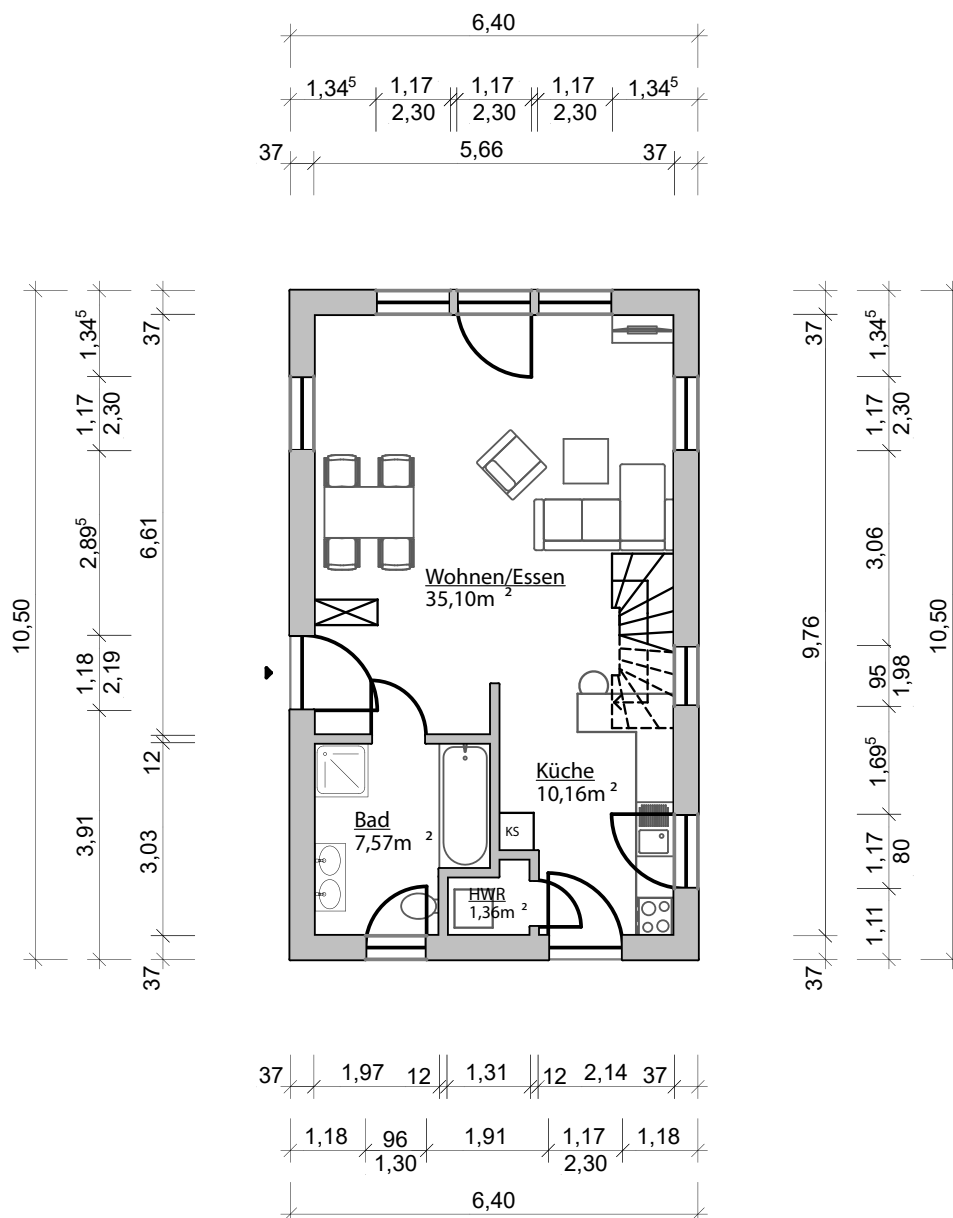 6,40
1,34⁵ 1,17 1,17 1,17 1,34⁵
2,30 2,30 2,30
37 5,66 37
10,50
1,34⁵
1,17
2,30
2,89⁵
1,18
2,19
3,91
37
6,61
12
3,03
37
Wohnen/Essen
35,10m ²
Küche
10,16m ²
Bad
7,57m ²
KS
HWR
1,36m ²
37
9,76
37
1,34⁵
1,17
2,30
3,06
95
1,98
1,69⁵
1,17
80
1,11
10,50
37 1,97 12 1,31 12 2,14 37
1,18 96 1,91 1,17 1,18
1,30 2,30
6,40